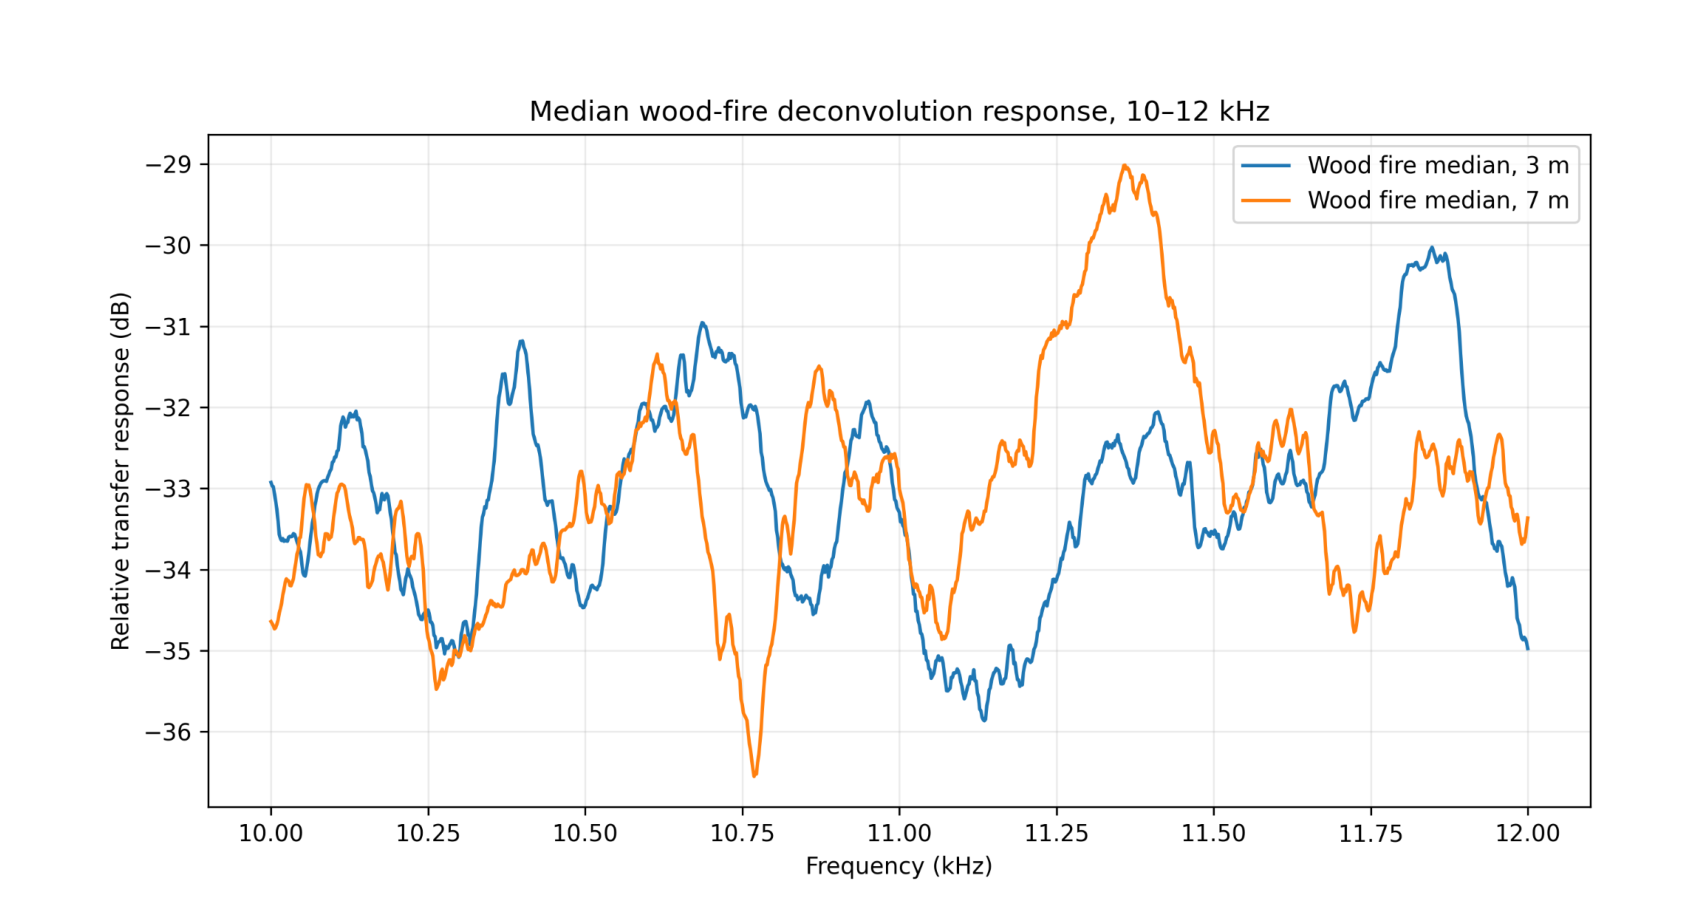 Median wood-fire deconvolution response, 10–12 kHz
Wood fire median, 3 m
Wood fire median, 7 m
Relative transfer response (dB)
−29
−30
−31
−32
−33
−34
−35
−36
10.00 10.25 10.50 10.75 11.00 11.25 11.50 11.75 12.00
Frequency (kHz)